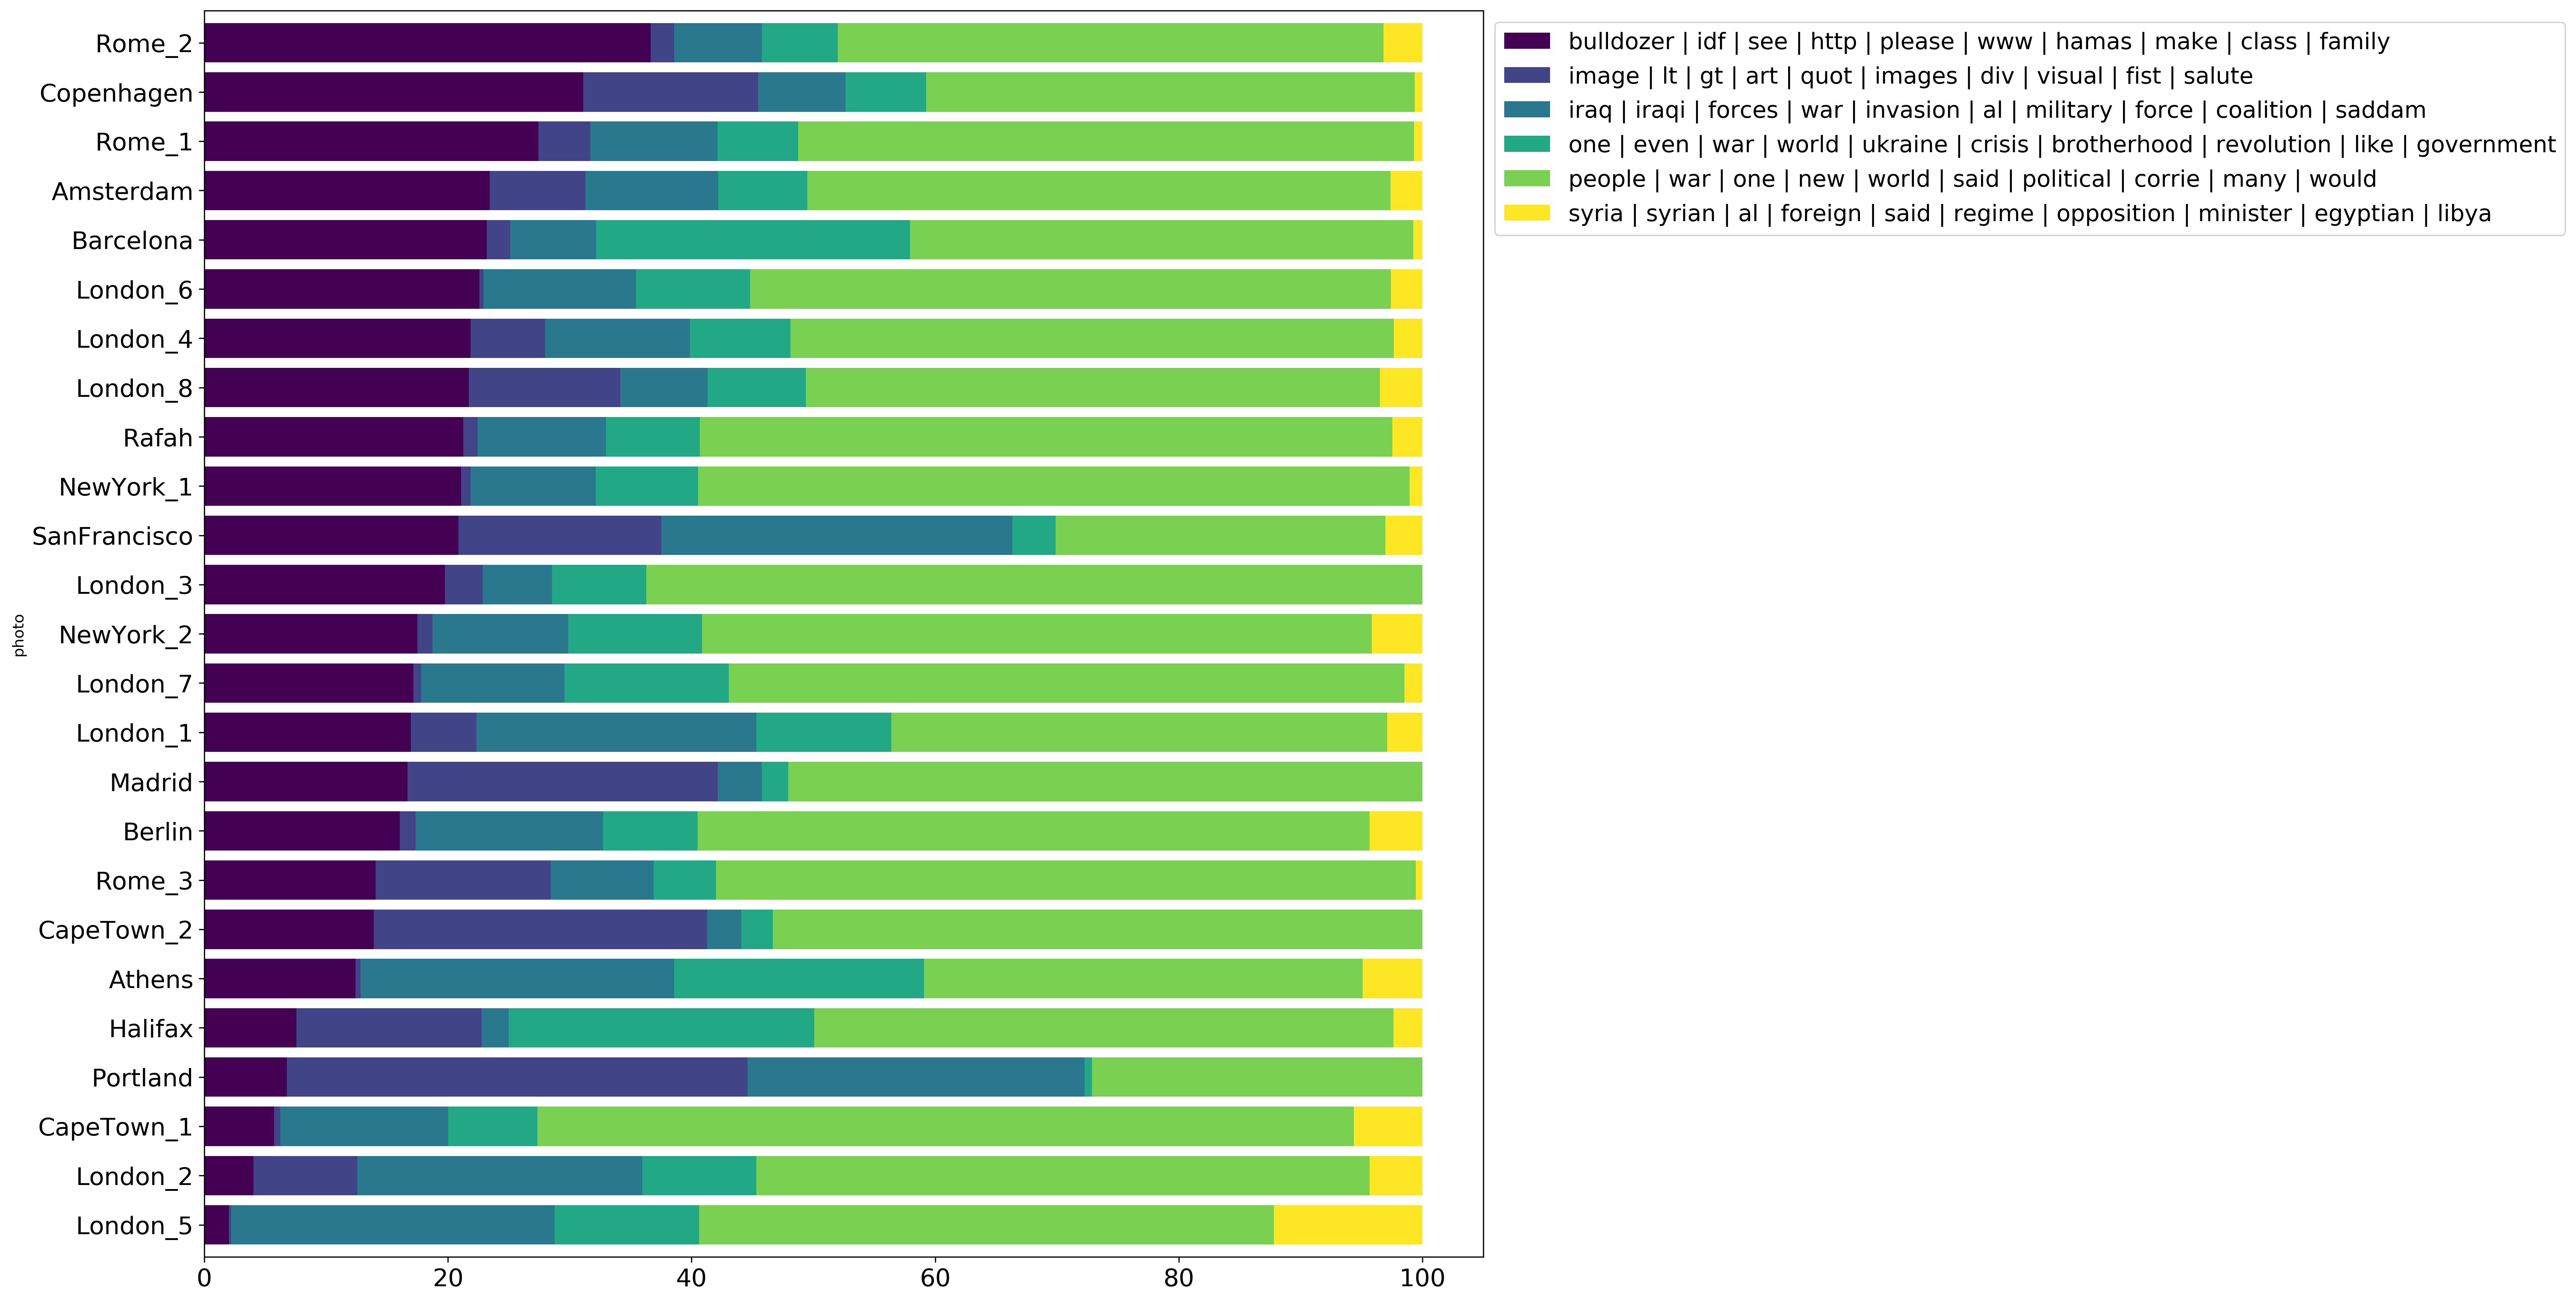 Rome_2
Copenhagen
Rome_1
Amsterdam
Barcelona
London_6
London_4
London_8
Rafah
NewYork_1
SanFrancisco
London_3
NewYork_2
London_7
London_1
Madrid
Berlin
Rome_3
CapeTown_2
Athens
Halifax
Portland
CapeTown_1
London_2
London_5
photo
0 20 40 60 80 100
bulldozer | idf | see | http | please | www | hamas | make | class | family
image | lt | gt | art | quot | images | div | visual | fist | salute
iraq | iraqi | forces | war | invasion | al | military | force | coalition | saddam
one | even | war | world | ukraine | crisis | brotherhood | revolution | like | government
people | war | one | new | world | said | political | corrie | many | would
syria | syrian | al | foreign | said | regime | opposition | minister | egyptian | libya